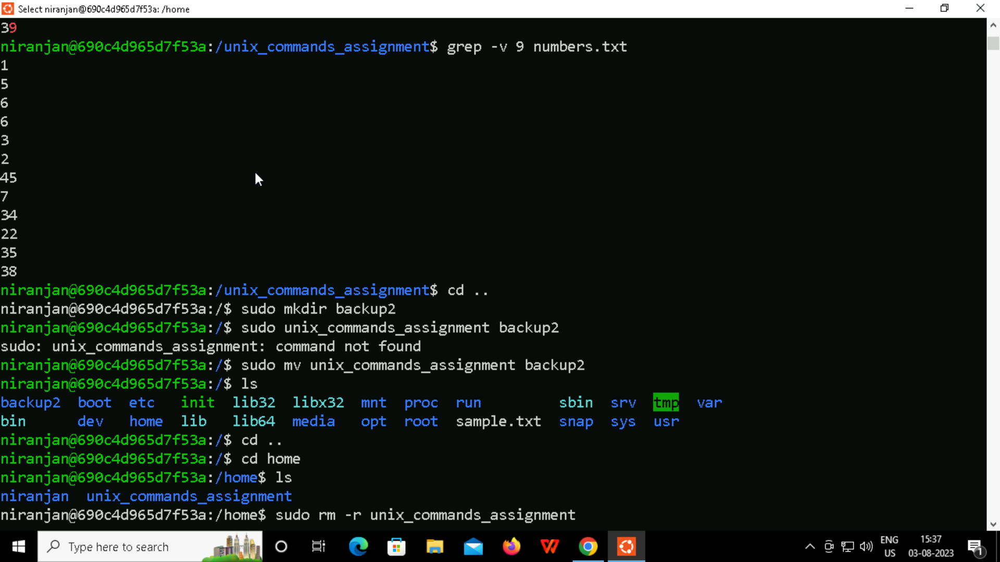 Select niranjan@690c4d965d7f53a: /home
39
niranjan@690c4d965d7f53a:/unix_commands_assignment$ grep -v 9 numbers.txt
1
5
6
6
3
2
45
7
34
22
35
38
niranjan@690c4d965d7f53a:/unix_commands_assignment$ cd ..
niranjan@690c4d965d7f53a:/$ sudo mkdir backup2
niranjan@690c4d965d7f53a:/$ sudo unix_commands_assignment backup2
sudo: unix_commands_assignment: command not found
niranjan@690c4d965d7f53a:/$ sudo mv unix_commands_assignment backup2
niranjan@690c4d965d7f53a:/$ ls
backup2 boot etc init lib32 libx32 mnt proc run sbin srv tmp var
bin dev home lib lib64 media opt root sample.txt snap sys usr
niranjan@690c4d965d7f53a:/$ cd ..
niranjan@690c4d965d7f53a:/$ cd home
niranjan@690c4d965d7f53a:/home$ ls
niranjan unix_commands_assignment
niranjan@690c4d965d7f53a:/home$ sudo rm -r unix_commands_assignment
Type here to search
ENG 15:37
US 03-08-2023 1